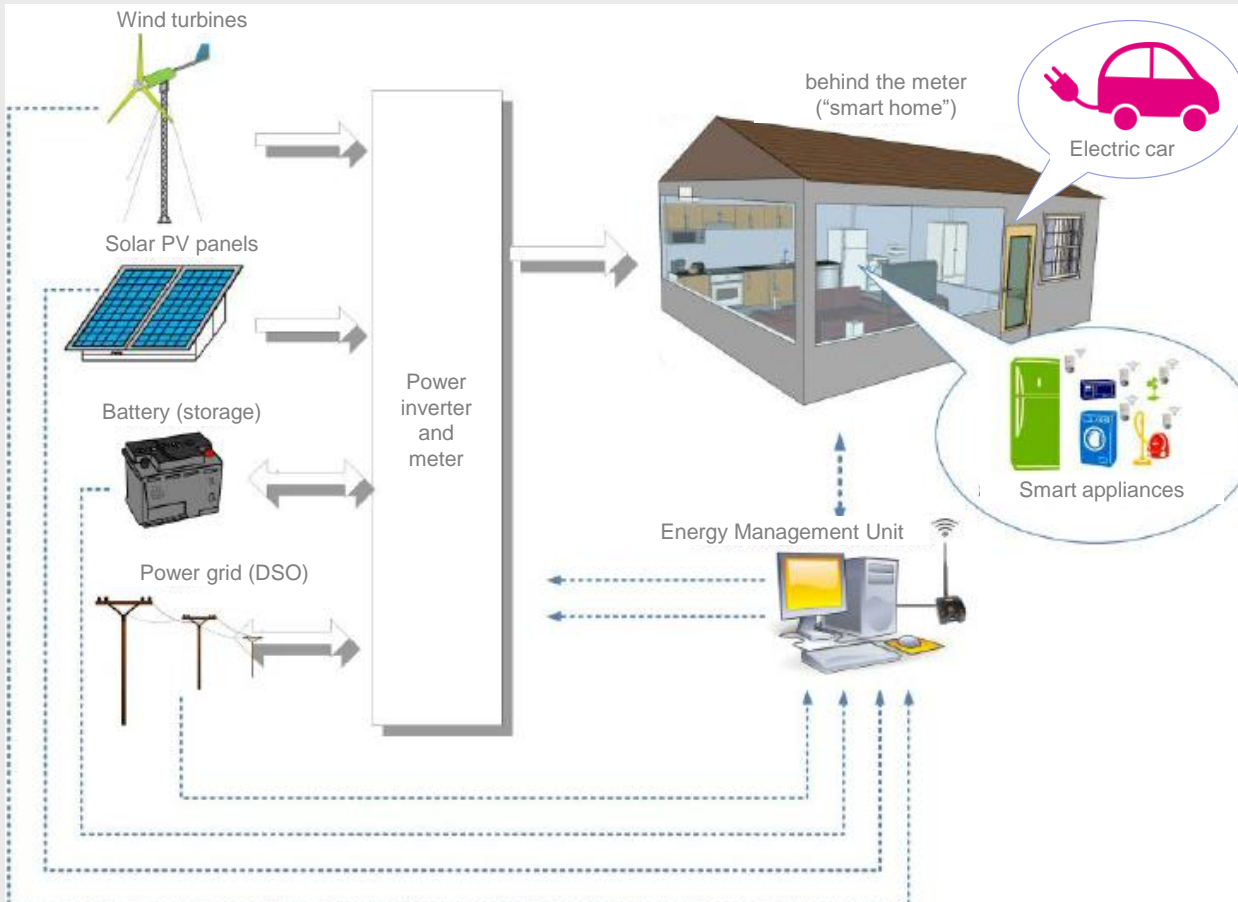 Wind turbines
behind the meter
(“smart home”)
Electric car
Solar PV panels
Power
inverter
and
meter
Battery (storage)
Smart appliances
Energy Management Unit
Power grid (DSO)